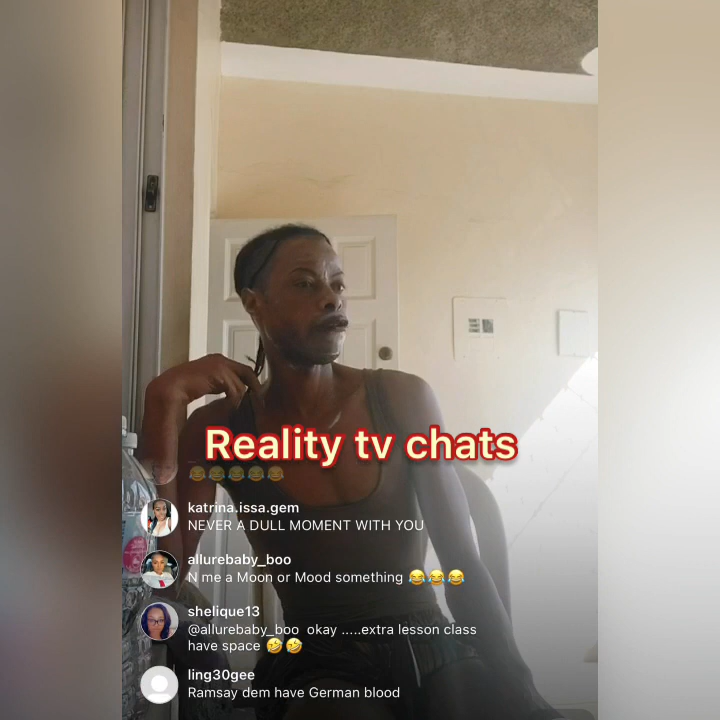 Reality tv chats
😂😂😂😂😂
katrina.issa.gem
NEVER A DULL MOMENT WITH YOU
allurebaby_boo
N me a Moon or Mood something 😂😂😂
shelique13
@allurebaby_boo okay .....extra lesson class
have space 🤣🤣
ling30gee
Ramsay dem have German blood